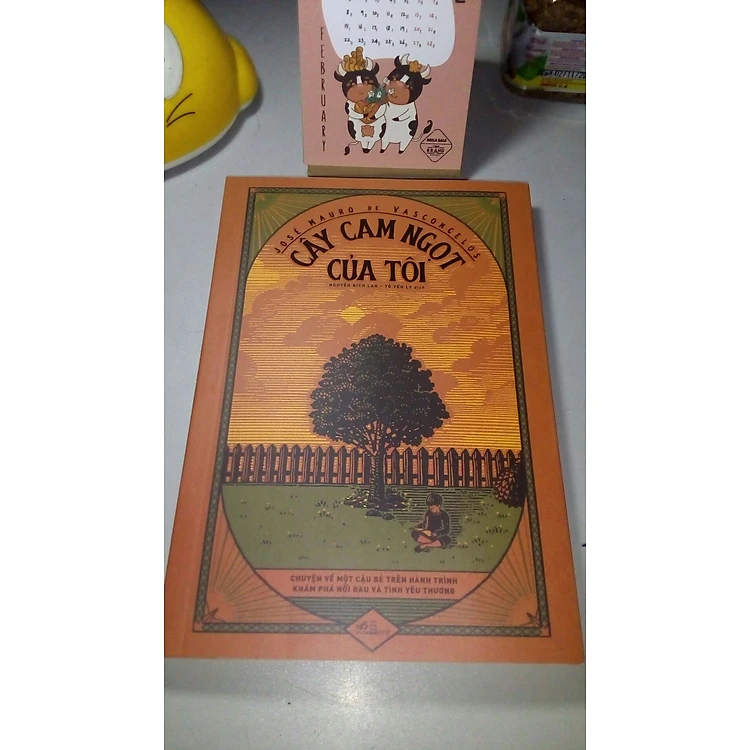 FEBRUARY
JOSÉ MAURO DE VASCONCELOS
CÂY CAM NGỌT
CỦA TÔI
NGUYỄN BÍCH LAN - TÔ YẾN LY DỊCH
CHUYỆN VỀ MỘT CẬU BÉ TRÊN HÀNH TRÌNH
KHÁM PHÁ NỖI ĐAU VÀ TÌNH YÊU THƯƠNG